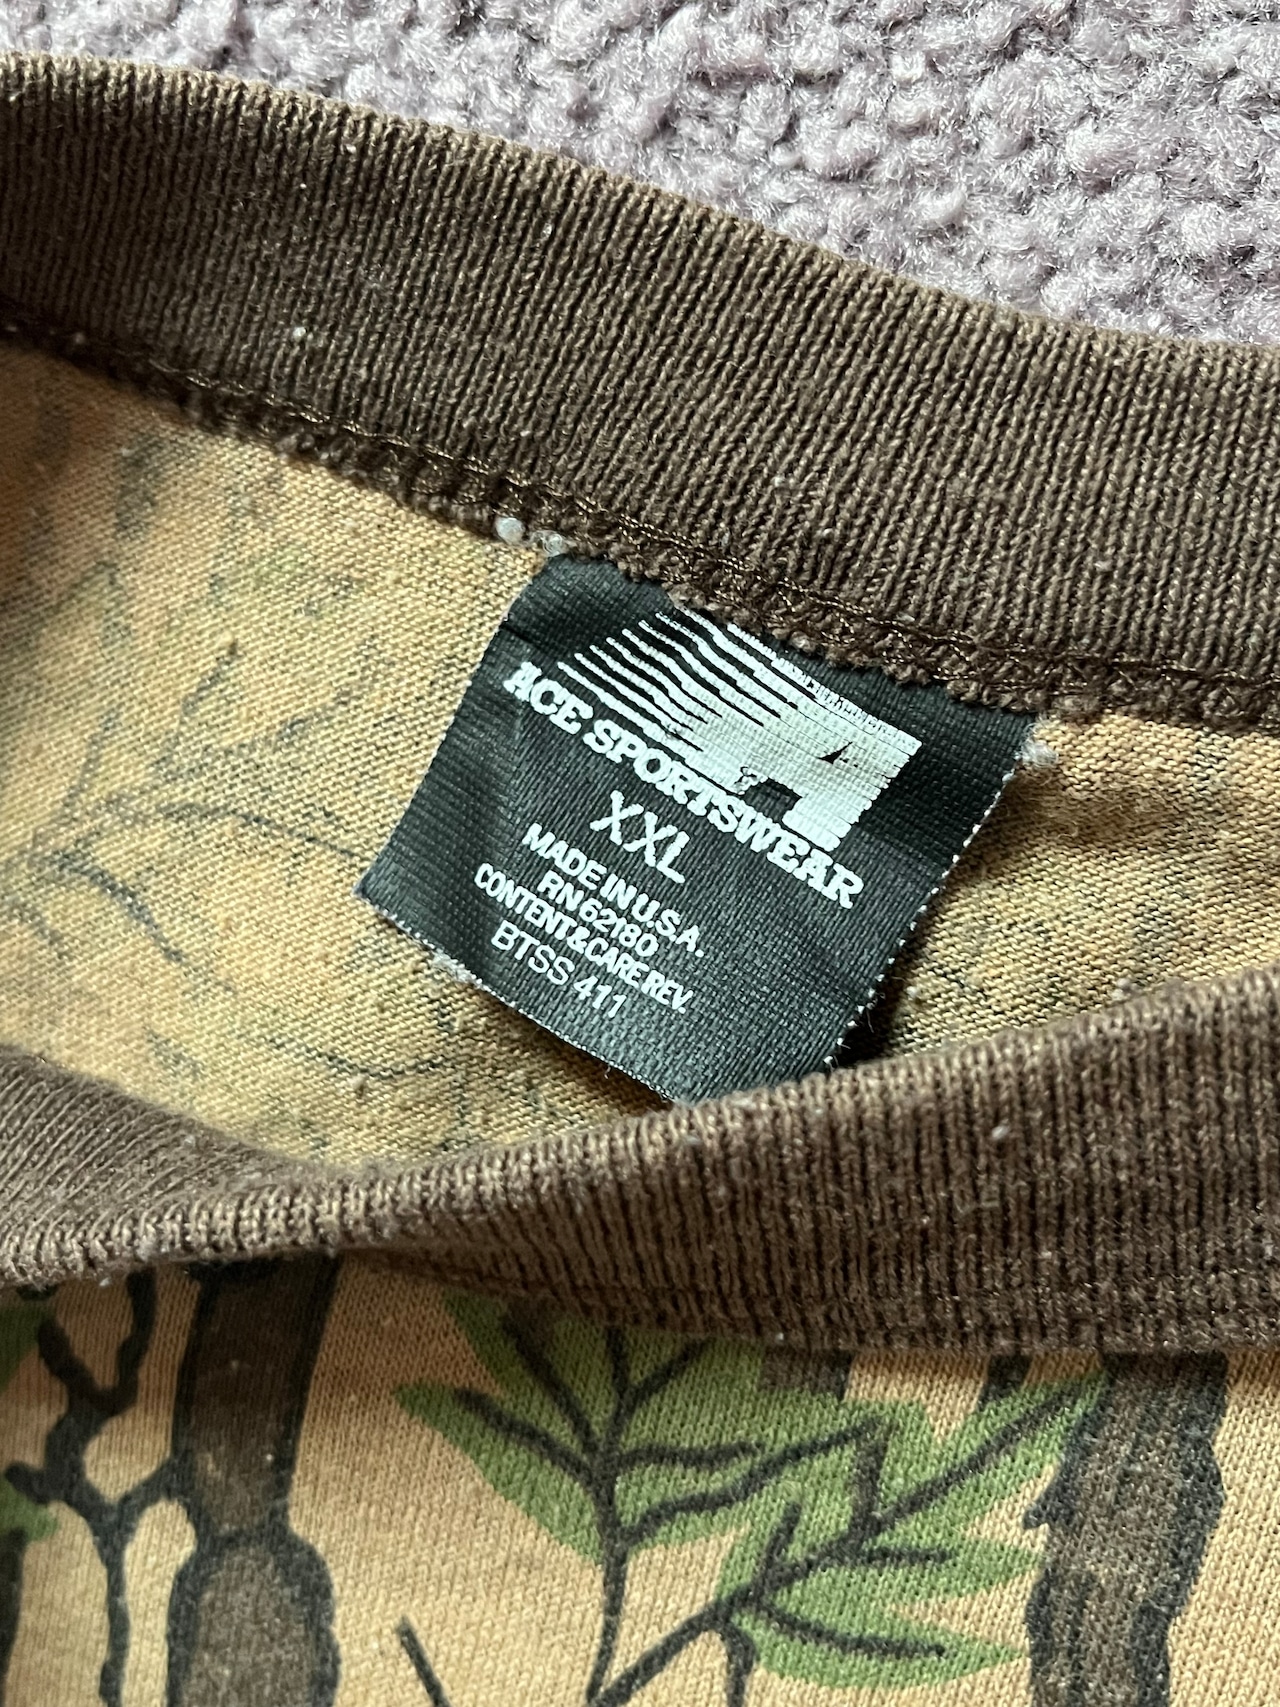 ACE SPORTSWEAR
XXL
MADE IN U.S.A.
RN 62180
CONTENT & CARE REV.
BTSS 411